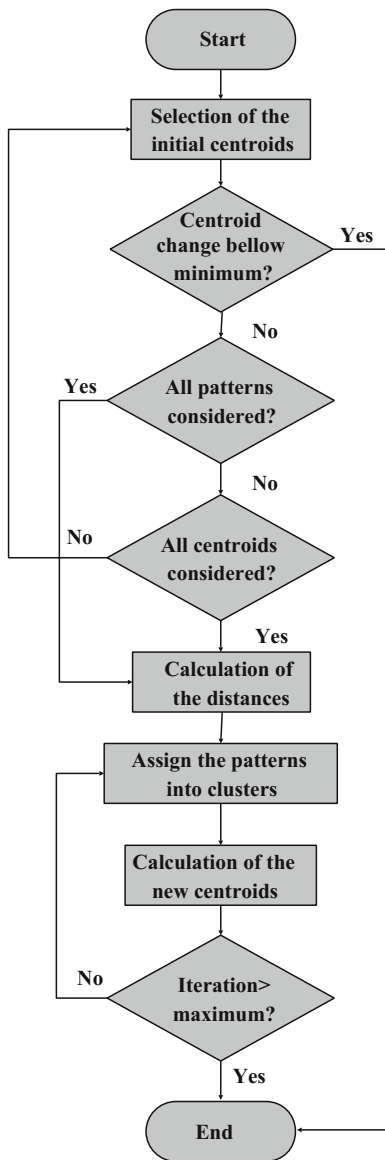 Start
Selection of the
initial centroids
Centroid
change bellow
minimum?
Yes
No
Yes
All patterns
considered?
No
No
All centroids
considered?
Yes
Calculation of
the distances
Assign the patterns
into clusters
Calculation of the
new centroids
No
Iteration>
maximum?
Yes
End